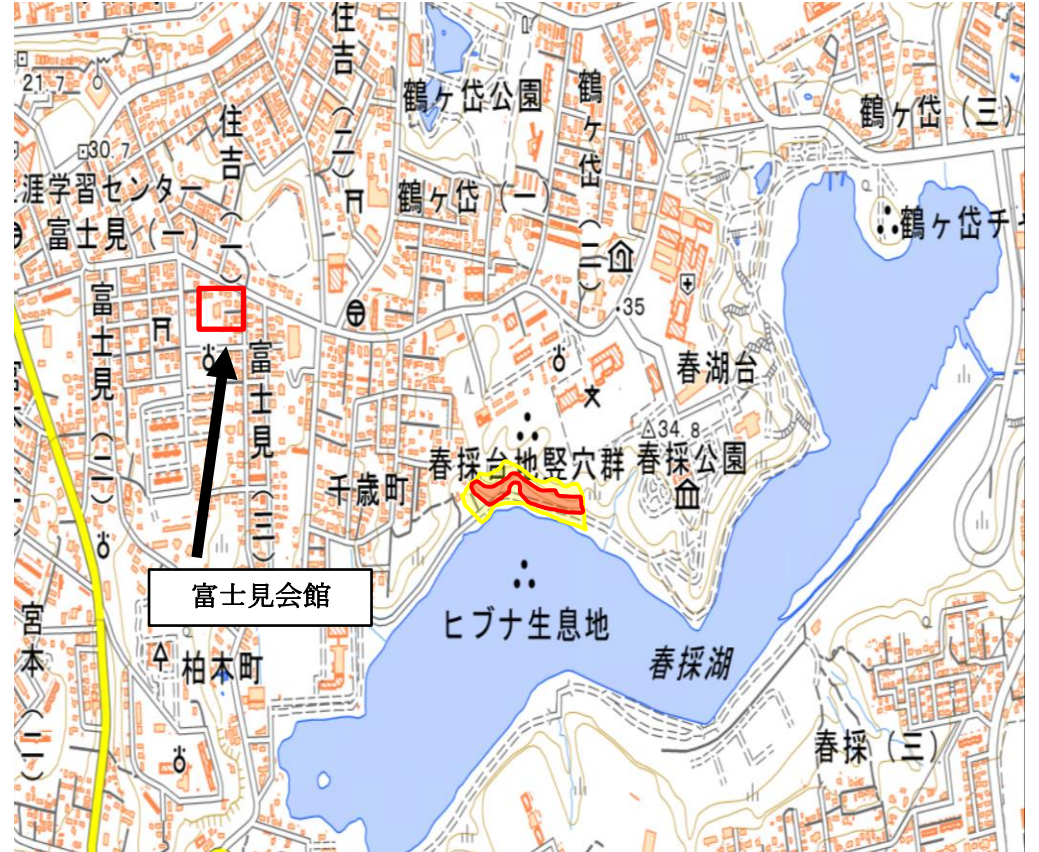 住吉（二）
鶴ヶ岱公園
鶴ヶ岱（二）
鶴ヶ岱（三）
21.7
30.7
住吉（一）
涯学習センター
富士見（一）
鶴ヶ岱（一）
鶴ヶ岱チャ
35
富士見（二）
富士見（三）
春湖台
34.8
春採台地竪穴群
春採公園
千歳町
富士見会館
ヒブナ生息地
春採湖
宮本（二）
柏木町
春採（三）